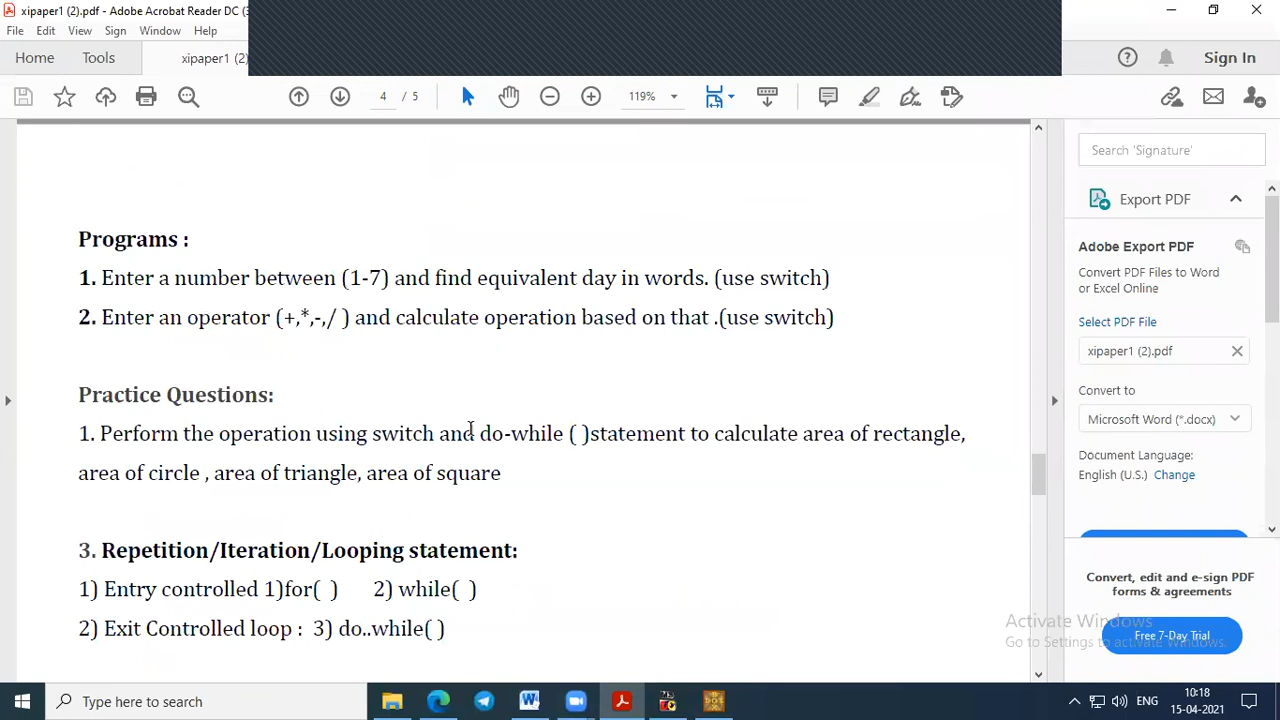 xipaper1 (2).pdf - Adobe Acrobat Reader DC (3
File Edit View Sign Window Help
Home Tools xipaper1 (2) Sign In
4 / 5 119%
Search 'Signature'
Export PDF
Adobe Export PDF
Convert PDF Files to Word
or Excel Online
Select PDF File
xipaper1 (2).pdf
Convert to
Microsoft Word (*.docx)
Document Language:
English (U.S.) Change
Convert, edit and e-sign PDF
forms & agreements
Free 7-Day Trial
Programs :
1. Enter a number between (1-7) and find equivalent day in words. (use switch)
2. Enter an operator (+,*,-,/ ) and calculate operation based on that .(use switch)
Practice Questions:
1. Perform the operation using switch and do-while ( )statement to calculate area of rectangle,
area of circle , area of triangle, area of square
3. Repetition/Iteration/Looping statement:
1) Entry controlled 1)for( ) 2) while( )
2) Exit Controlled loop : 3) do..while( )
Activate Windows
Go to Settings to activate Windows.
Type here to search
ENG
10:18
15-04-2021